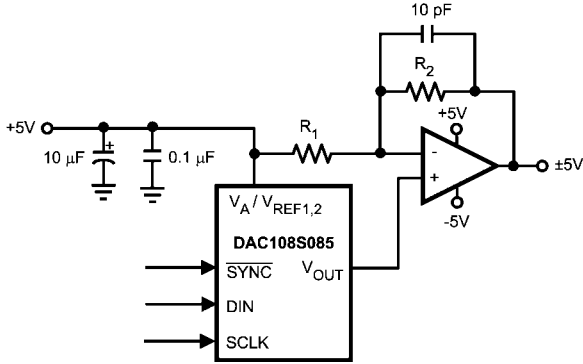 10 pF
R2
+5V
R1
+5V
10 µF
+
0.1 µF
-
+
±5V
-5V
VA / VREF1,2
DAC108S085
SYNC
VOUT
DIN
SCLK